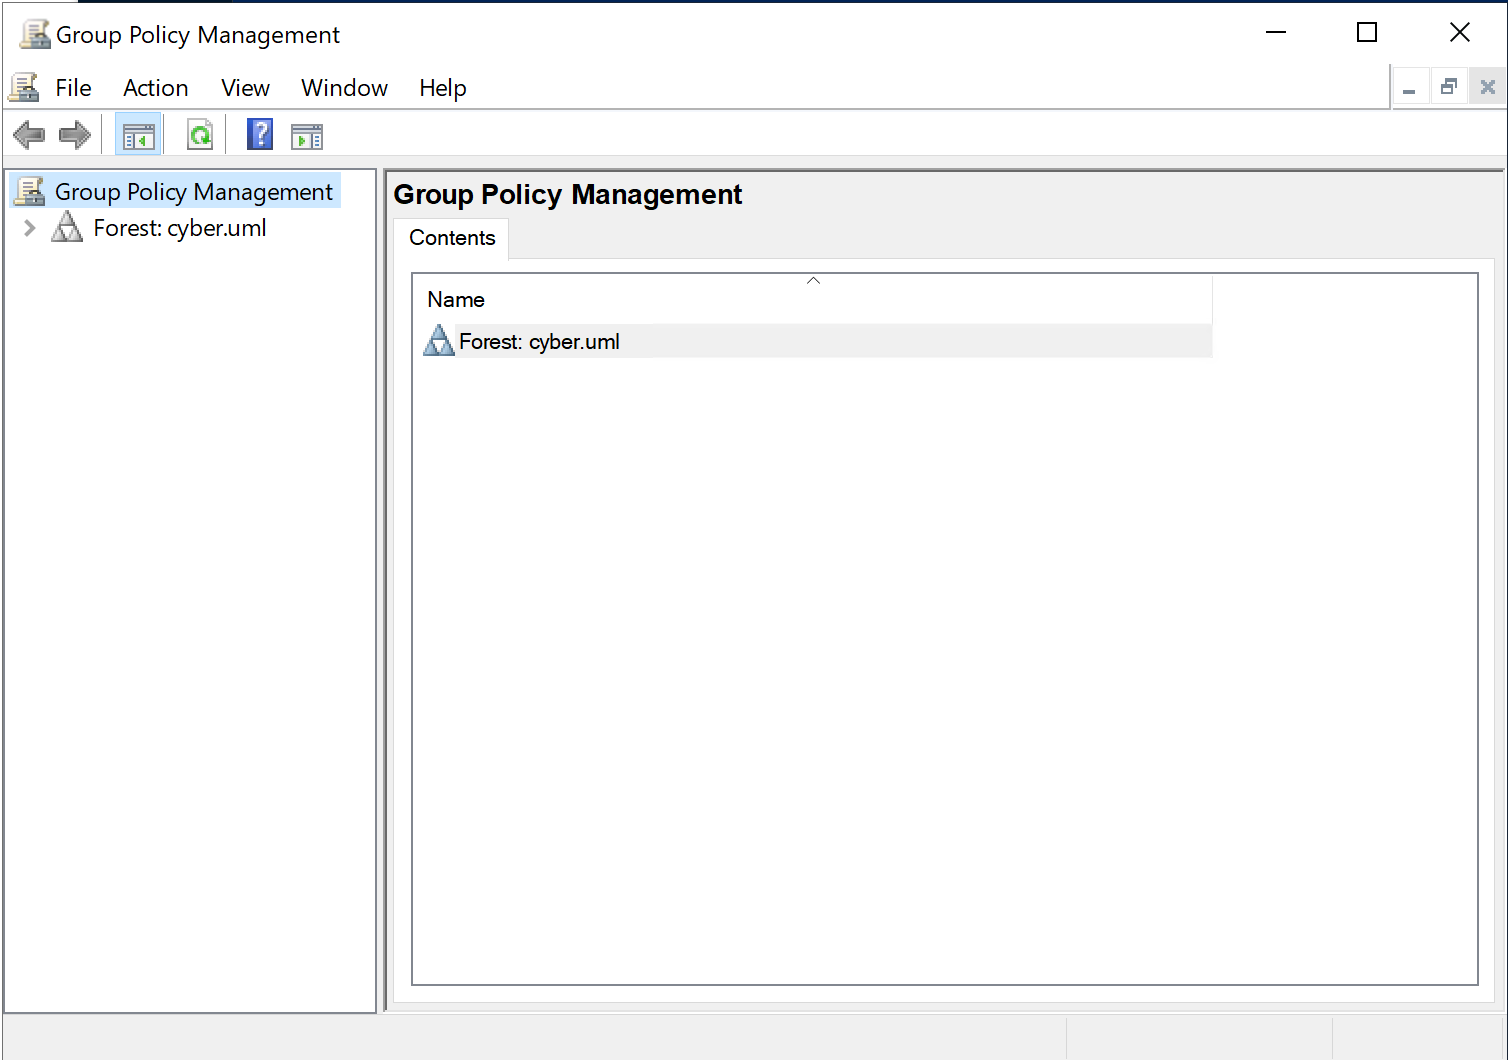 Group Policy Management
File Action View Window Help
Group Policy Management
Forest: cyber.uml
Group Policy Management
Contents
Name
Forest: cyber.uml